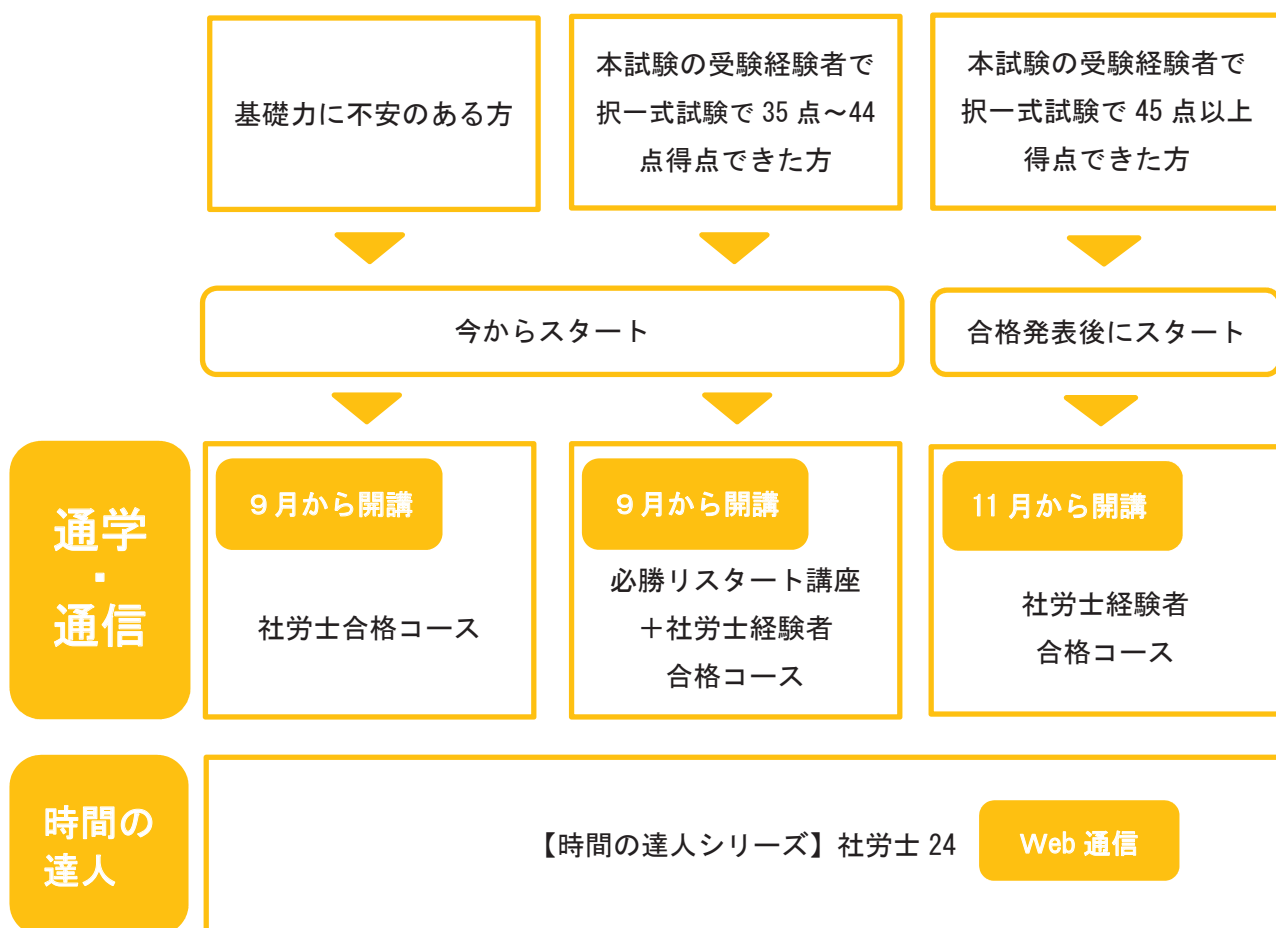 基礎力に不安のある方
本試験の受験経験者で
択一式試験で 35 点～44
点得点できた方
本試験の受験経験者で
択一式試験で 45 点以上
得点できた方
今からスタート
合格発表後にスタート
通学
・
通信
９月から開講
社労士合格コース
９月から開講
必勝リスタート講座
＋社労士経験者
合格コース
11 月から開講
社労士経験者
合格コース
時間の
達人
【時間の達人シリーズ】社労士 24
Web 通信